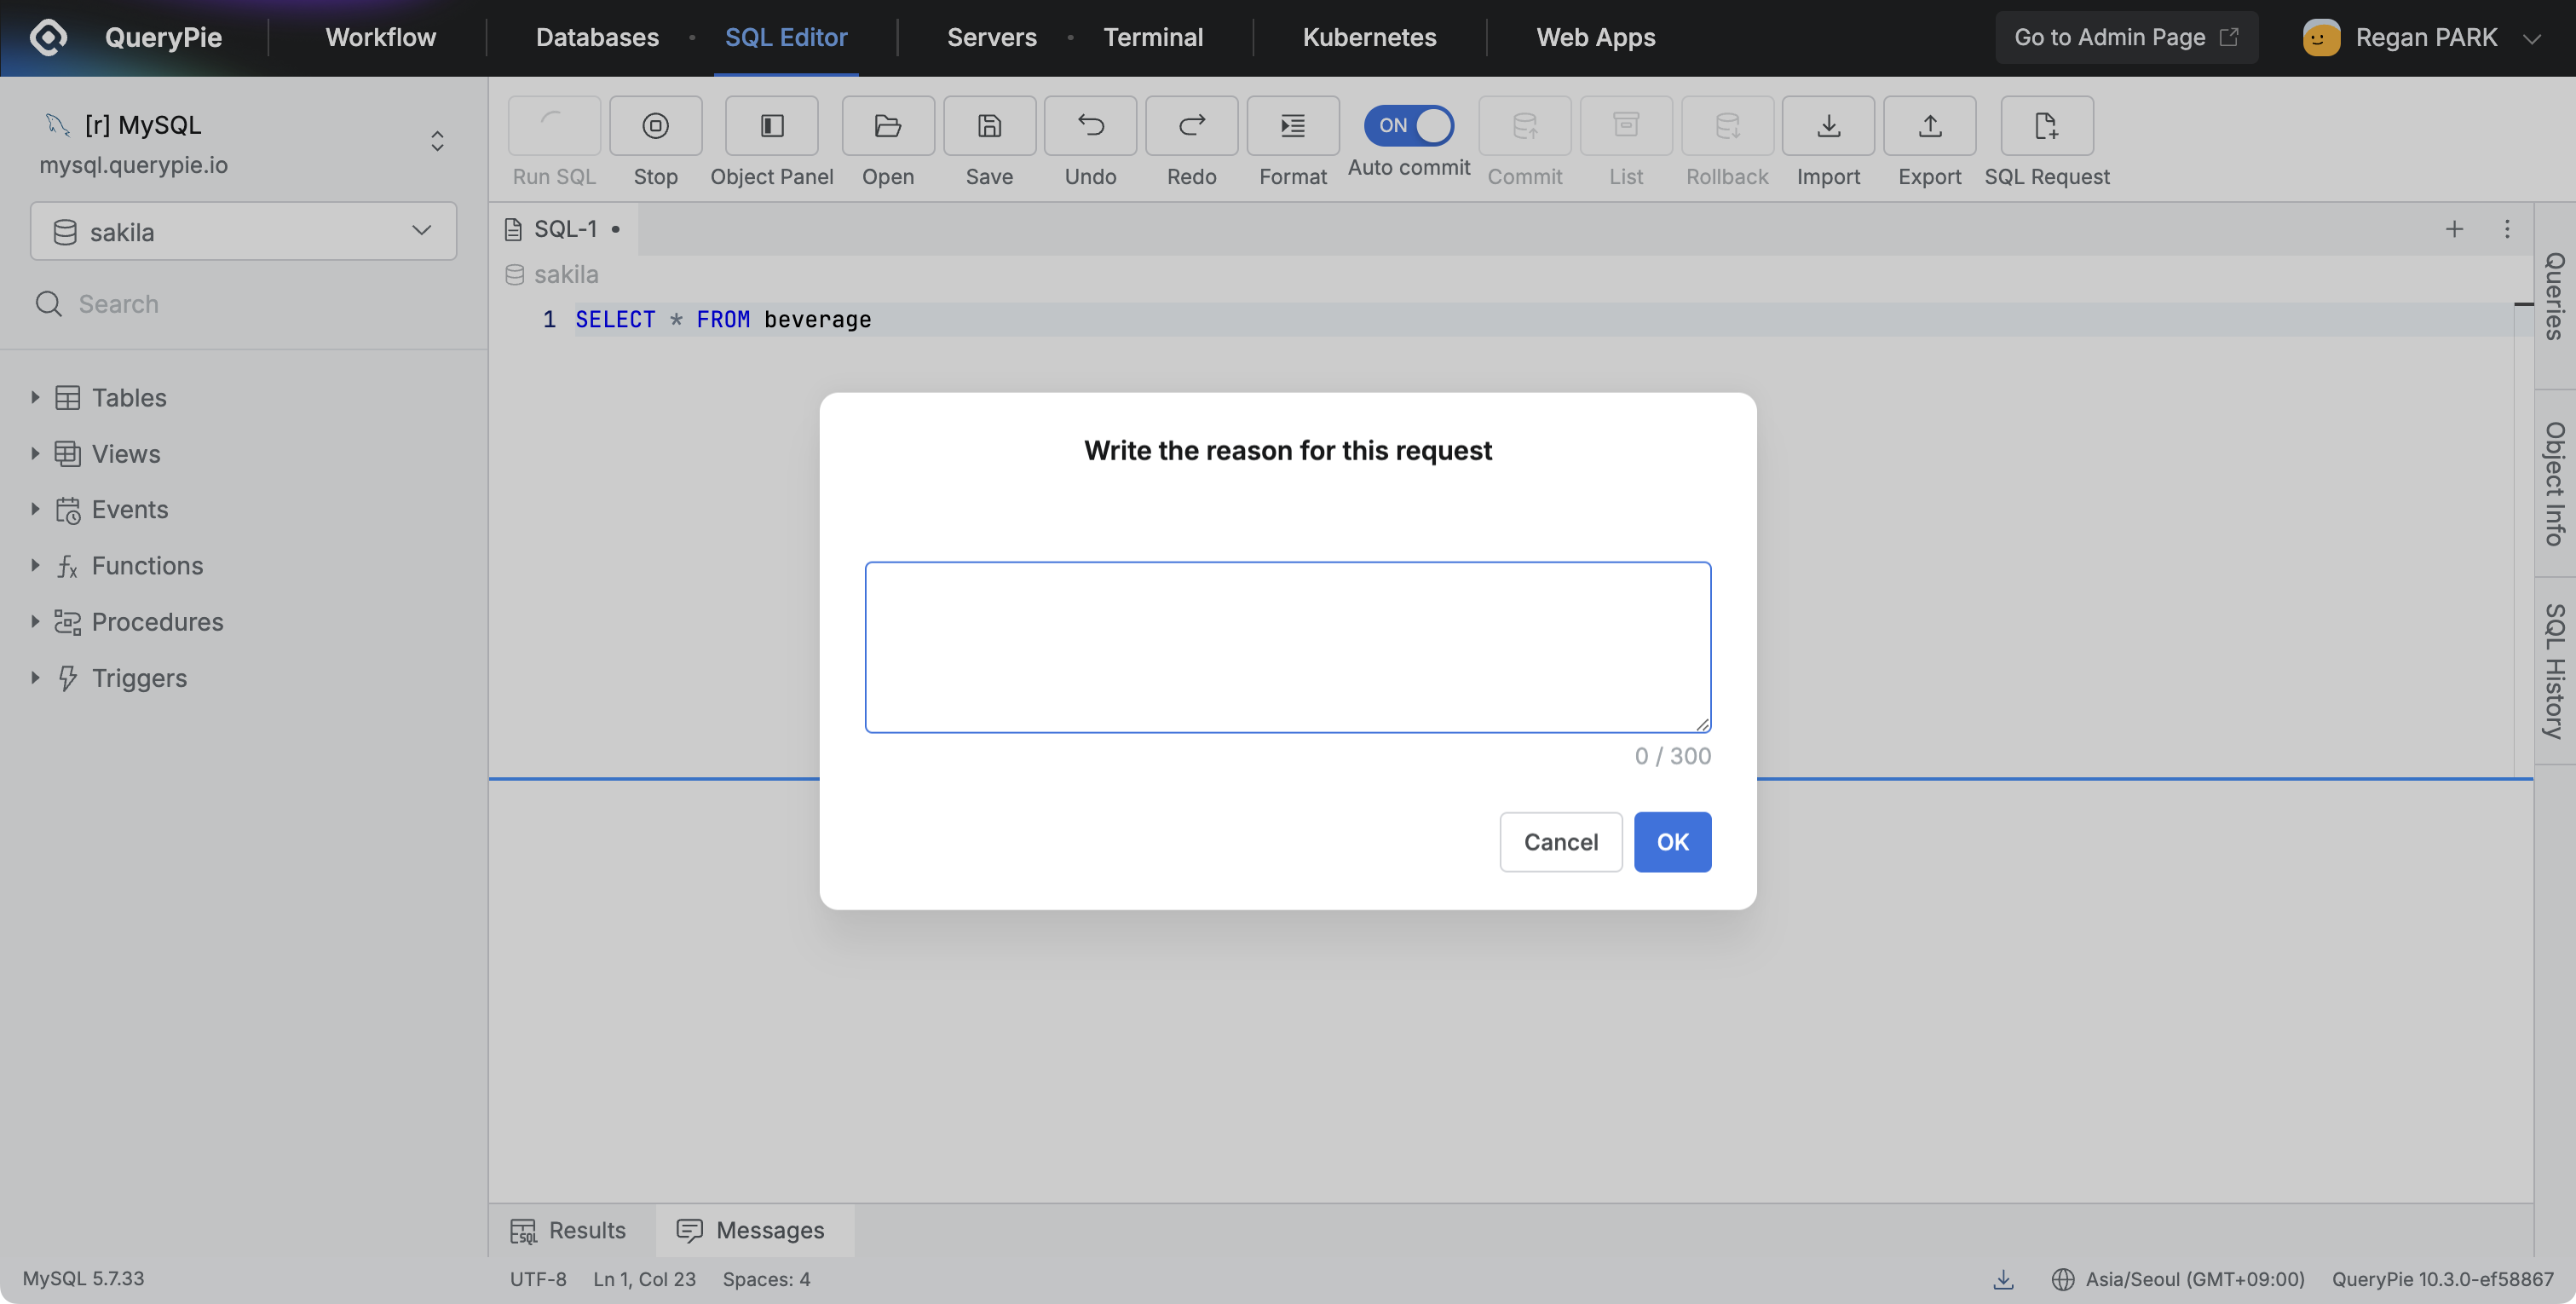 QueryPie
Workflow
Databases
SQL Editor
Servers
Terminal
Kubernetes
Web Apps
Go to Admin Page
Regan PARK
[r] MySQL
mysql.querypie.io
sakila
Search
Tables
Views
Events
Functions
Procedures
Triggers
Run SQL
Stop
Object Panel
Open
Save
Undo
Redo
Format
ON
Auto commit
Commit
List
Rollback
Import
Export
SQL Request
SQL-1
sakila
1 SELECT * FROM beverage
Write the reason for this request
0 / 300
Cancel
OK
Queries
Object Info
SQL History
Results
Messages
MySQL 5.7.33
UTF-8
Ln 1, Col 23
Spaces: 4
Asia/Seoul (GMT+09:00)
QueryPie 10.3.0-ef58867